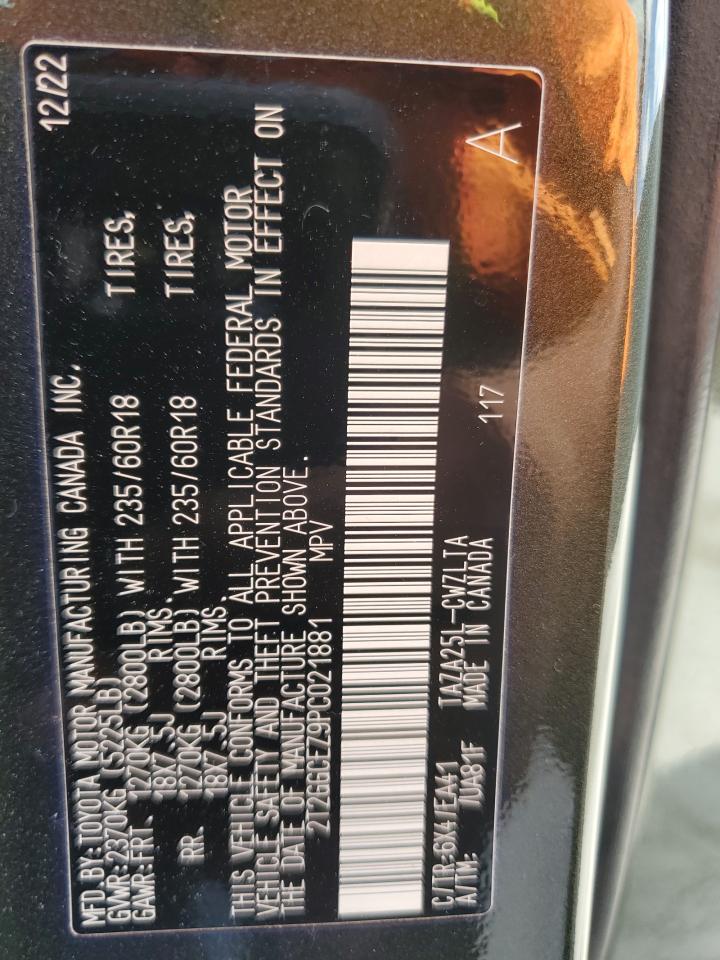 MFD.BY:TOYOTA MOTOR MANUFACTURING CANADA INC. 12/22
GVWR:2370KG (5225LB)
GAWR:FRT. 1270KG (2800LB) WITH 235/60R18 TIRES,
18X7.5J RIMS.
RR. 1270KG (2800LB) WITH 235/60R18 TIRES,
18X7.5J RIMS.
THIS VEHICLE CONFORMS TO ALL APPLICABLE FEDERAL MOTOR
VEHICLE SAFETY AND THEFT PREVENTION STANDARDS IN EFFECT ON
THE DATE OF MANUFACTURE SHOWN ABOVE.
2T2GGCEZ9PC021881 MPV
C/TR:6X4/EA41 TAZA25L-CWZLTA
A/TM: /UA81F MADE IN CANADA 117
A